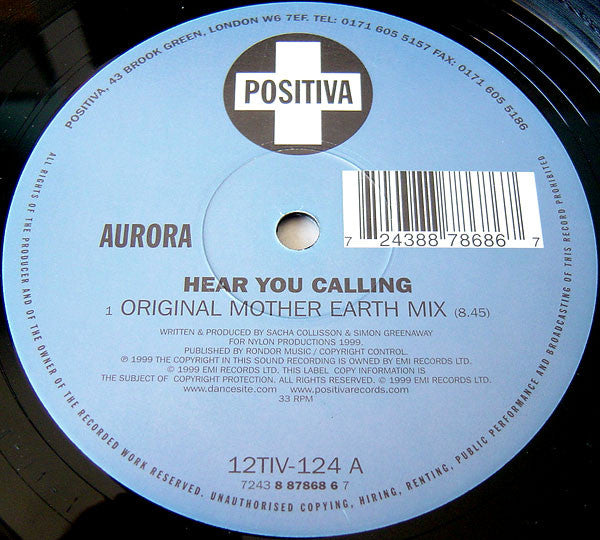 POSITIVA, 43 BROOK GREEN, LONDON W6 7EF. TEL: 0171 605 5157 FAX: 0171 605 5186
POSITIVA
7 24388 78686 7
AURORA
HEAR YOU CALLING
1 ORIGINAL MOTHER EARTH MIX (8.45)
WRITTEN & PRODUCED BY SACHA COLLISSON & SIMON GREENAWAY
FOR NYLON PRODUCTIONS 1999.
PUBLISHED BY RONDOR MUSIC / COPYRIGHT CONTROL.
℗ 1999 THE COPYRIGHT IN THIS SOUND RECORDING IS OWNED BY EMI RECORDS LTD.
© 1999 EMI RECORDS LTD. THIS LABEL COPY INFORMATION IS
THE SUBJECT OF COPYRIGHT PROTECTION. ALL RIGHTS RESERVED. © 1999 EMI RECORDS LTD.
www.dancesite.com www.positivarecords.com
33 RPM
12TIV-124 A
7243 8 87868 6 7
ALL RIGHTS OF THE PRODUCER AND OF THE OWNER OF THE RECORDED WORK RESERVED. UNAUTHORISED COPYING, HIRING, RENTING, PUBLIC PERFORMANCE AND BROADCASTING OF THIS RECORD PROHIBITED